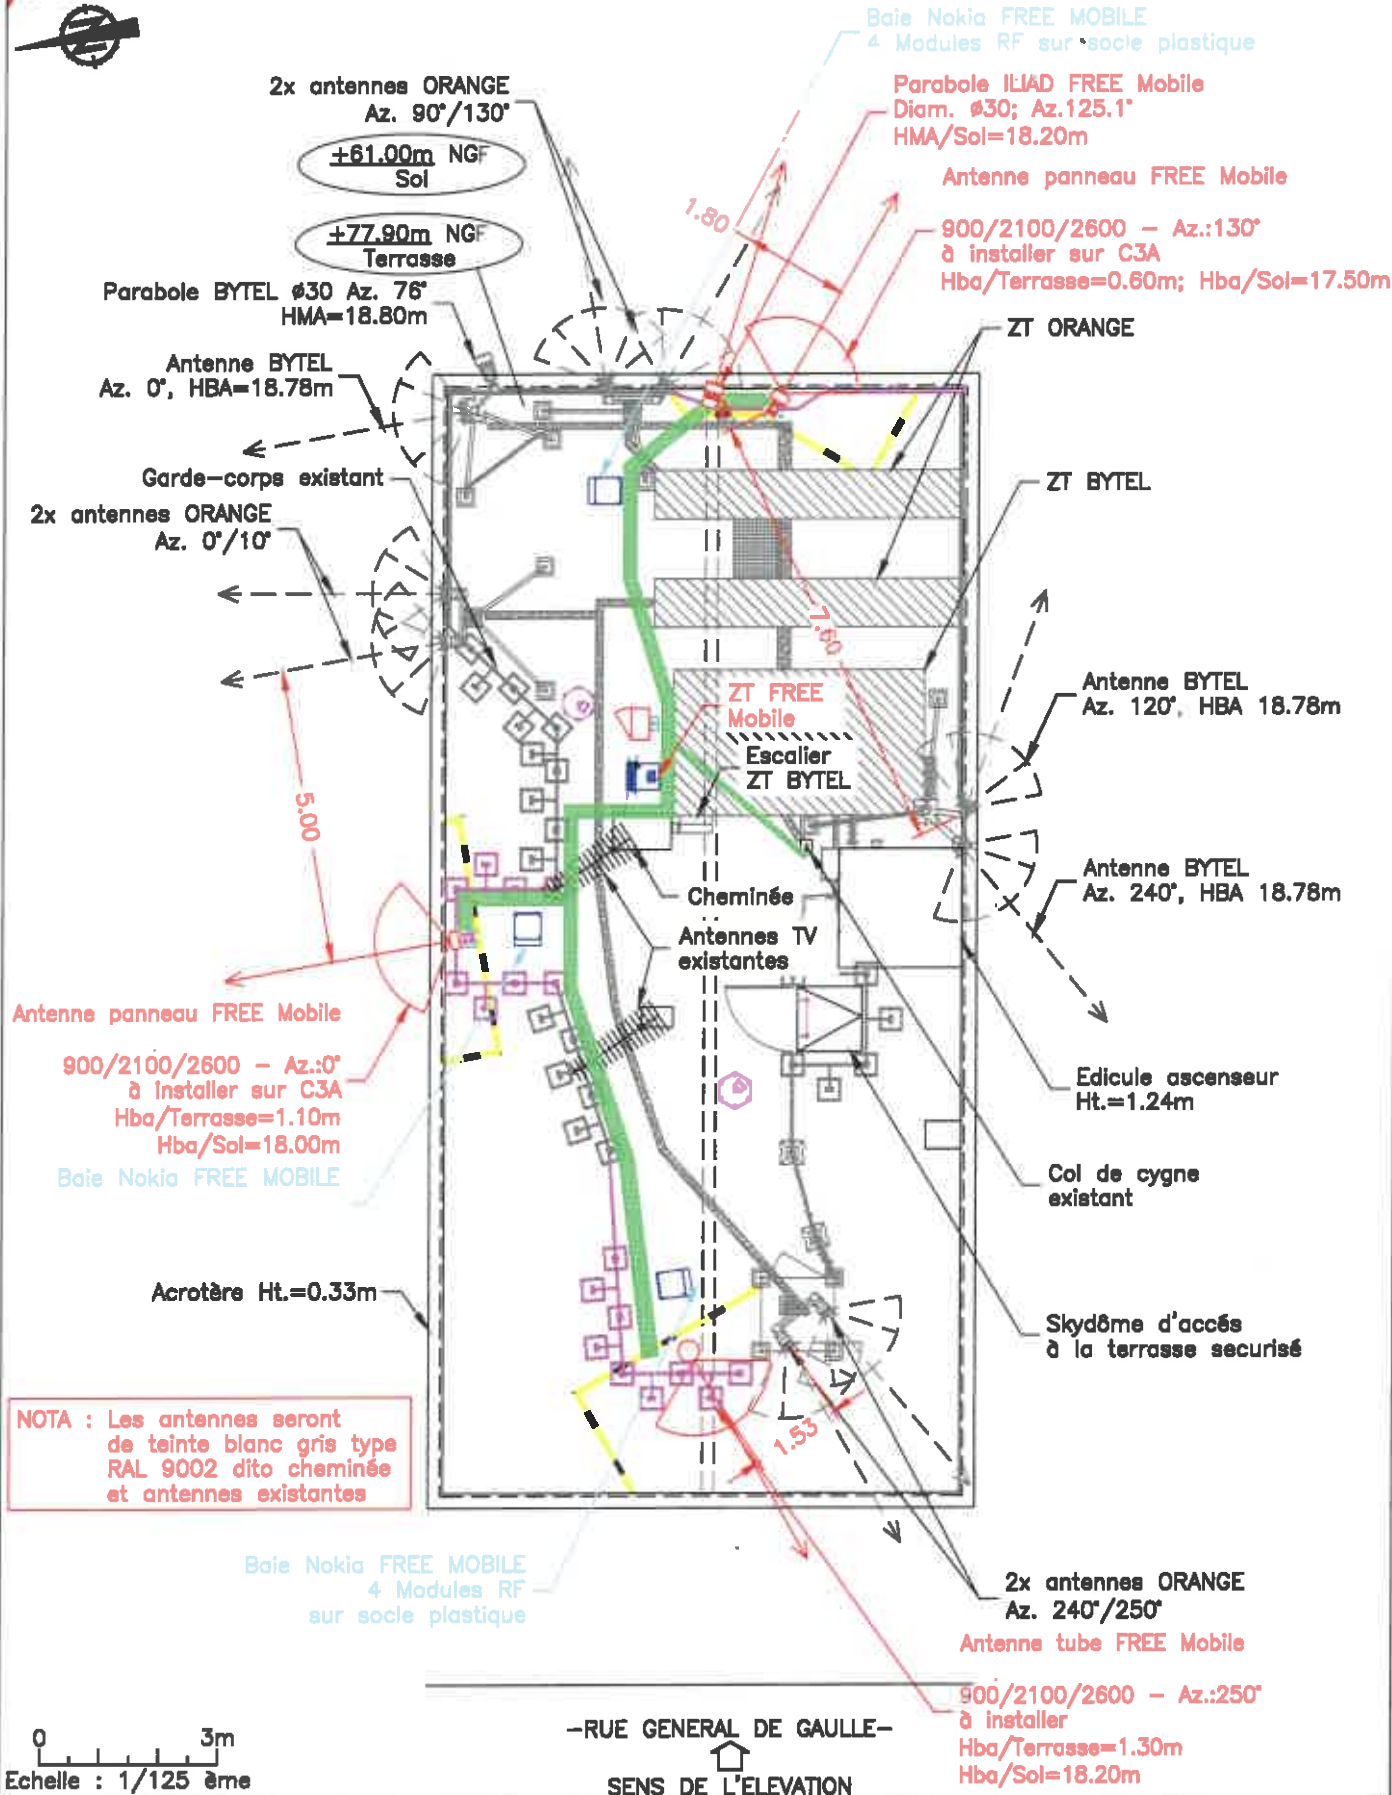 Baie Nokia FREE MOBILE
4 Modules RF sur socle plastique
2x antennes ORANGE
Az. 90°/130°
Parabole ILIAD FREE Mobile
Diam. ø30; Az.125.1°
HMA/Sol=18.20m
+61.00m NGF
Sol
Antenne panneau FREE Mobile
900/2100/2600 - Az.:130°
à installer sur C3A
Hba/Terrasse=0.60m; Hba/Sol=17.50m
1.80
+77.90m NGF
Terrasse
Parabole BYTEL ø30 Az. 76°
HMA=18.80m
ZT ORANGE
Antenne BYTEL
Az. 0°, HBA=18.78m
Garde-corps existant
ZT BYTEL
2x antennes ORANGE
Az. 0°/10°
7.60
ZT FREE
Mobile
Escalier
ZT BYTEL
Antenne BYTEL
Az. 120°, HBA 18.78m
5.00
Cheminée
Antenne BYTEL
Az. 240°, HBA 18.78m
Antennes TV
existantes
Antenne panneau FREE Mobile
900/2100/2600 - Az.:0°
à installer sur C3A
Hba/Terrasse=1.10m
Hba/Sol=18.00m
Baie Nokia FREE MOBILE
Edicule ascenseur
Ht.=1.24m
Col de cygne
existant
Acrotère Ht.=0.33m
Skydôme d'accés
à la terrasse securisé
NOTA : Les antennes seront
de teinte blanc gris type
RAL 9002 dito cheminée
et antennes existantes
1.53
Baie Nokia FREE MOBILE
4 Modules RF
sur socle plastique
2x antennes ORANGE
Az. 240°/250°
Antenne tube FREE Mobile
900/2100/2600 - Az.:250°
à installer
Hba/Terrasse=1.30m
Hba/Sol=18.20m
-RUE GENERAL DE GAULLE-
SENS DE L'ELEVATION
0 3m
Echelle : 1/125 ème